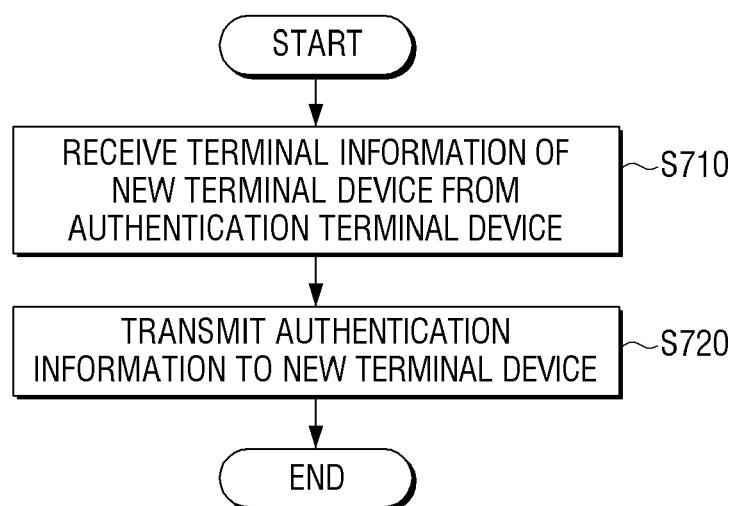 START
RECEIVE TERMINAL INFORMATION OF
NEW TERMINAL DEVICE FROM
AUTHENTICATION TERMINAL DEVICE
S710
TRANSMIT AUTHENTICATION
INFORMATION TO NEW TERMINAL DEVICE
S720
END